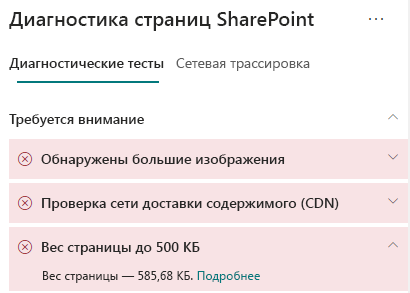 Диагностика страниц SharePoint
Диагностические тесты Сетевая трассировка
Требуется внимание
Обнаружены большие изображения
Проверка сети доставки содержимого (CDN)
Вес страницы до 500 КБ
Вес страницы — 585,68 КБ. Подробнее